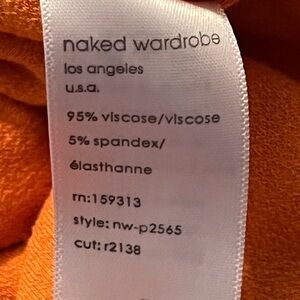 naked wardrobe
los angeles
u.s.a.
95% viscose/viscose
5% spandex/
élasthanne
rn:159313
style: nw-p2565
cut: r2138